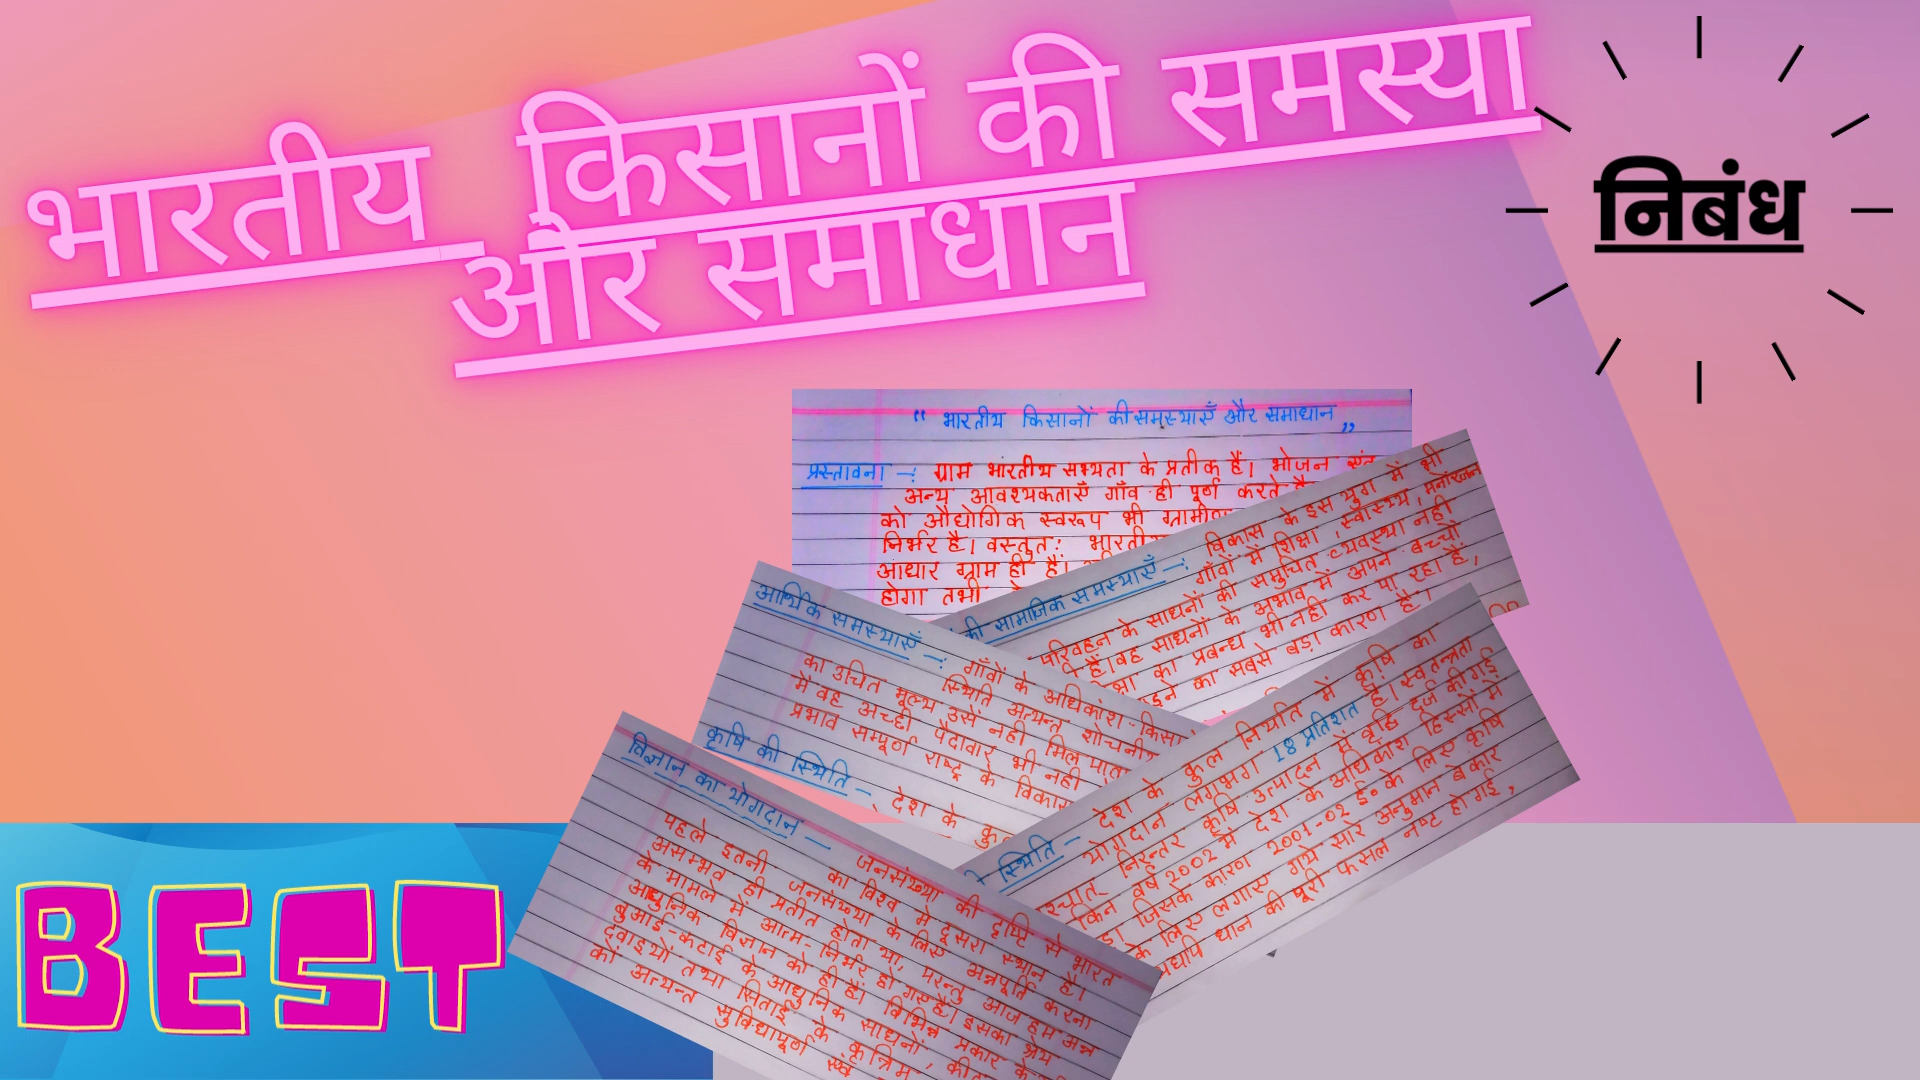 भारतीय किसानों की समस्या
और समाधान
निबंध
"भारतीय किसानों की समस्याएँ और समाधान"
प्रस्तावना -: ग्राम भारतीय सभ्यता के प्रतीक हैं। भोजन
अन्य आवश्यकताएँ गाँव ही पूर्ण करते
को औद्योगिक स्वरूप भी
निर्भर है। वस्तुत:
आधार ग्राम ही हैं।
होगा तभी
की सामाजिक समस्याएँ -: विकास के इस युग में भी
गाँवों में शिक्षा, स्वास्थ्य, मनोरंजन
परिवहन के साधनों की समुचित व्यवस्था नही
हैं। वह साधनों के अभाव में अपने बच्चों
का प्रबन्ध भी नही कर पा रहा है,
का सबसे बड़ा कारण है।
आर्थिक समस्याएँ -: गाँवों के अधिकांश
स्थिति अत्यन्त शोचनीय
का उचित मूल्य उसे नही मिल पाता
में वह अच्छी पैदावार भी नही
प्रभाव सम्पूर्ण राष्ट्र के विकास
कृषि की स्थिति - देश के
स्थिति - देश के कुल निर्यात में कृषि का
योगदान लगभग 18 प्रतिशत है। स्वतन्त्रता
निरन्तर कृषि उत्पादन में वृद्धि दर्ज की गई
वर्ष 2002 में देश के अधिकांश हिस्सों में
जिसके कारण 2001-02 ई० के लिए कृषि
के लिए लगाए गये सारे अनुमान बेकार
धान की पूरी फसल नष्ट हो गई,
विज्ञान का योगदान - जनसंख्या की दृष्टि से भारत
का विश्व में दूसरा स्थान है।
पहले इतनी जनसंख्या के लिए अन्नपूर्ति करना
असम्भव ही प्रतीत होता था, परन्तु आज हम अन्न
के मामले में आत्म-निर्भर हो गए है। इसका श्रेय
आधुनिक विज्ञान को ही है। विभिन्न प्रकार के
बुआई-कटाई के आधुनिक साधनों,
दवाइयों तथा सिंचाई के कृत्रिम
को अत्यन्त सुविधापूर्ण
BEST